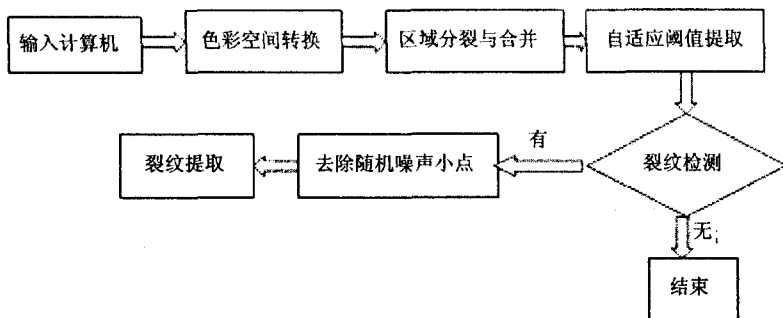 输入计算机
色彩空间转换
区域分裂与合并
自适应阈值提取
裂纹检测
有
去除随机噪声小点
裂纹提取
无
结束